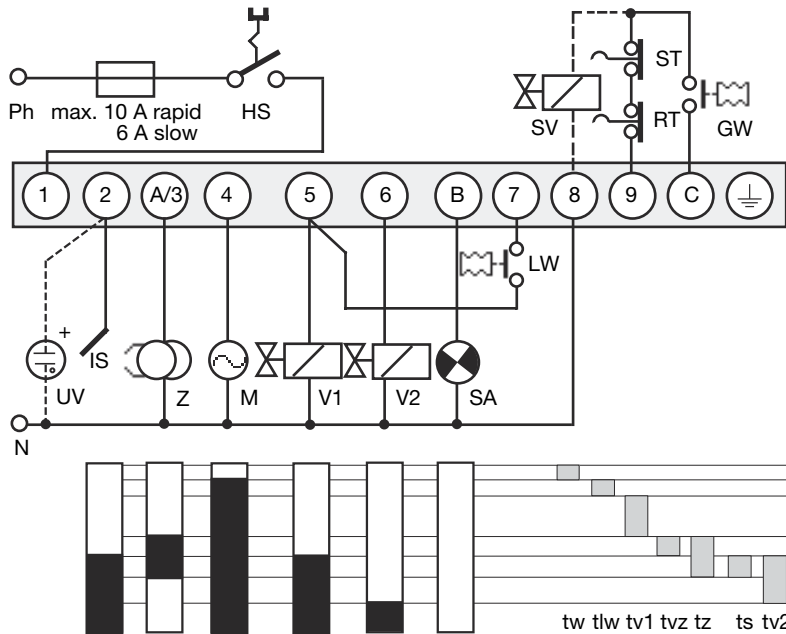 Ph
max. 10 A rapid
6 A slow
HS
SV
ST
RT
GW
1 2 A/3 4 5 6 B 7 8 9 C
LW
+
UV
IS
Z
M
V1
V2
SA
N
tw tlw tv1 tvz tz ts tv2